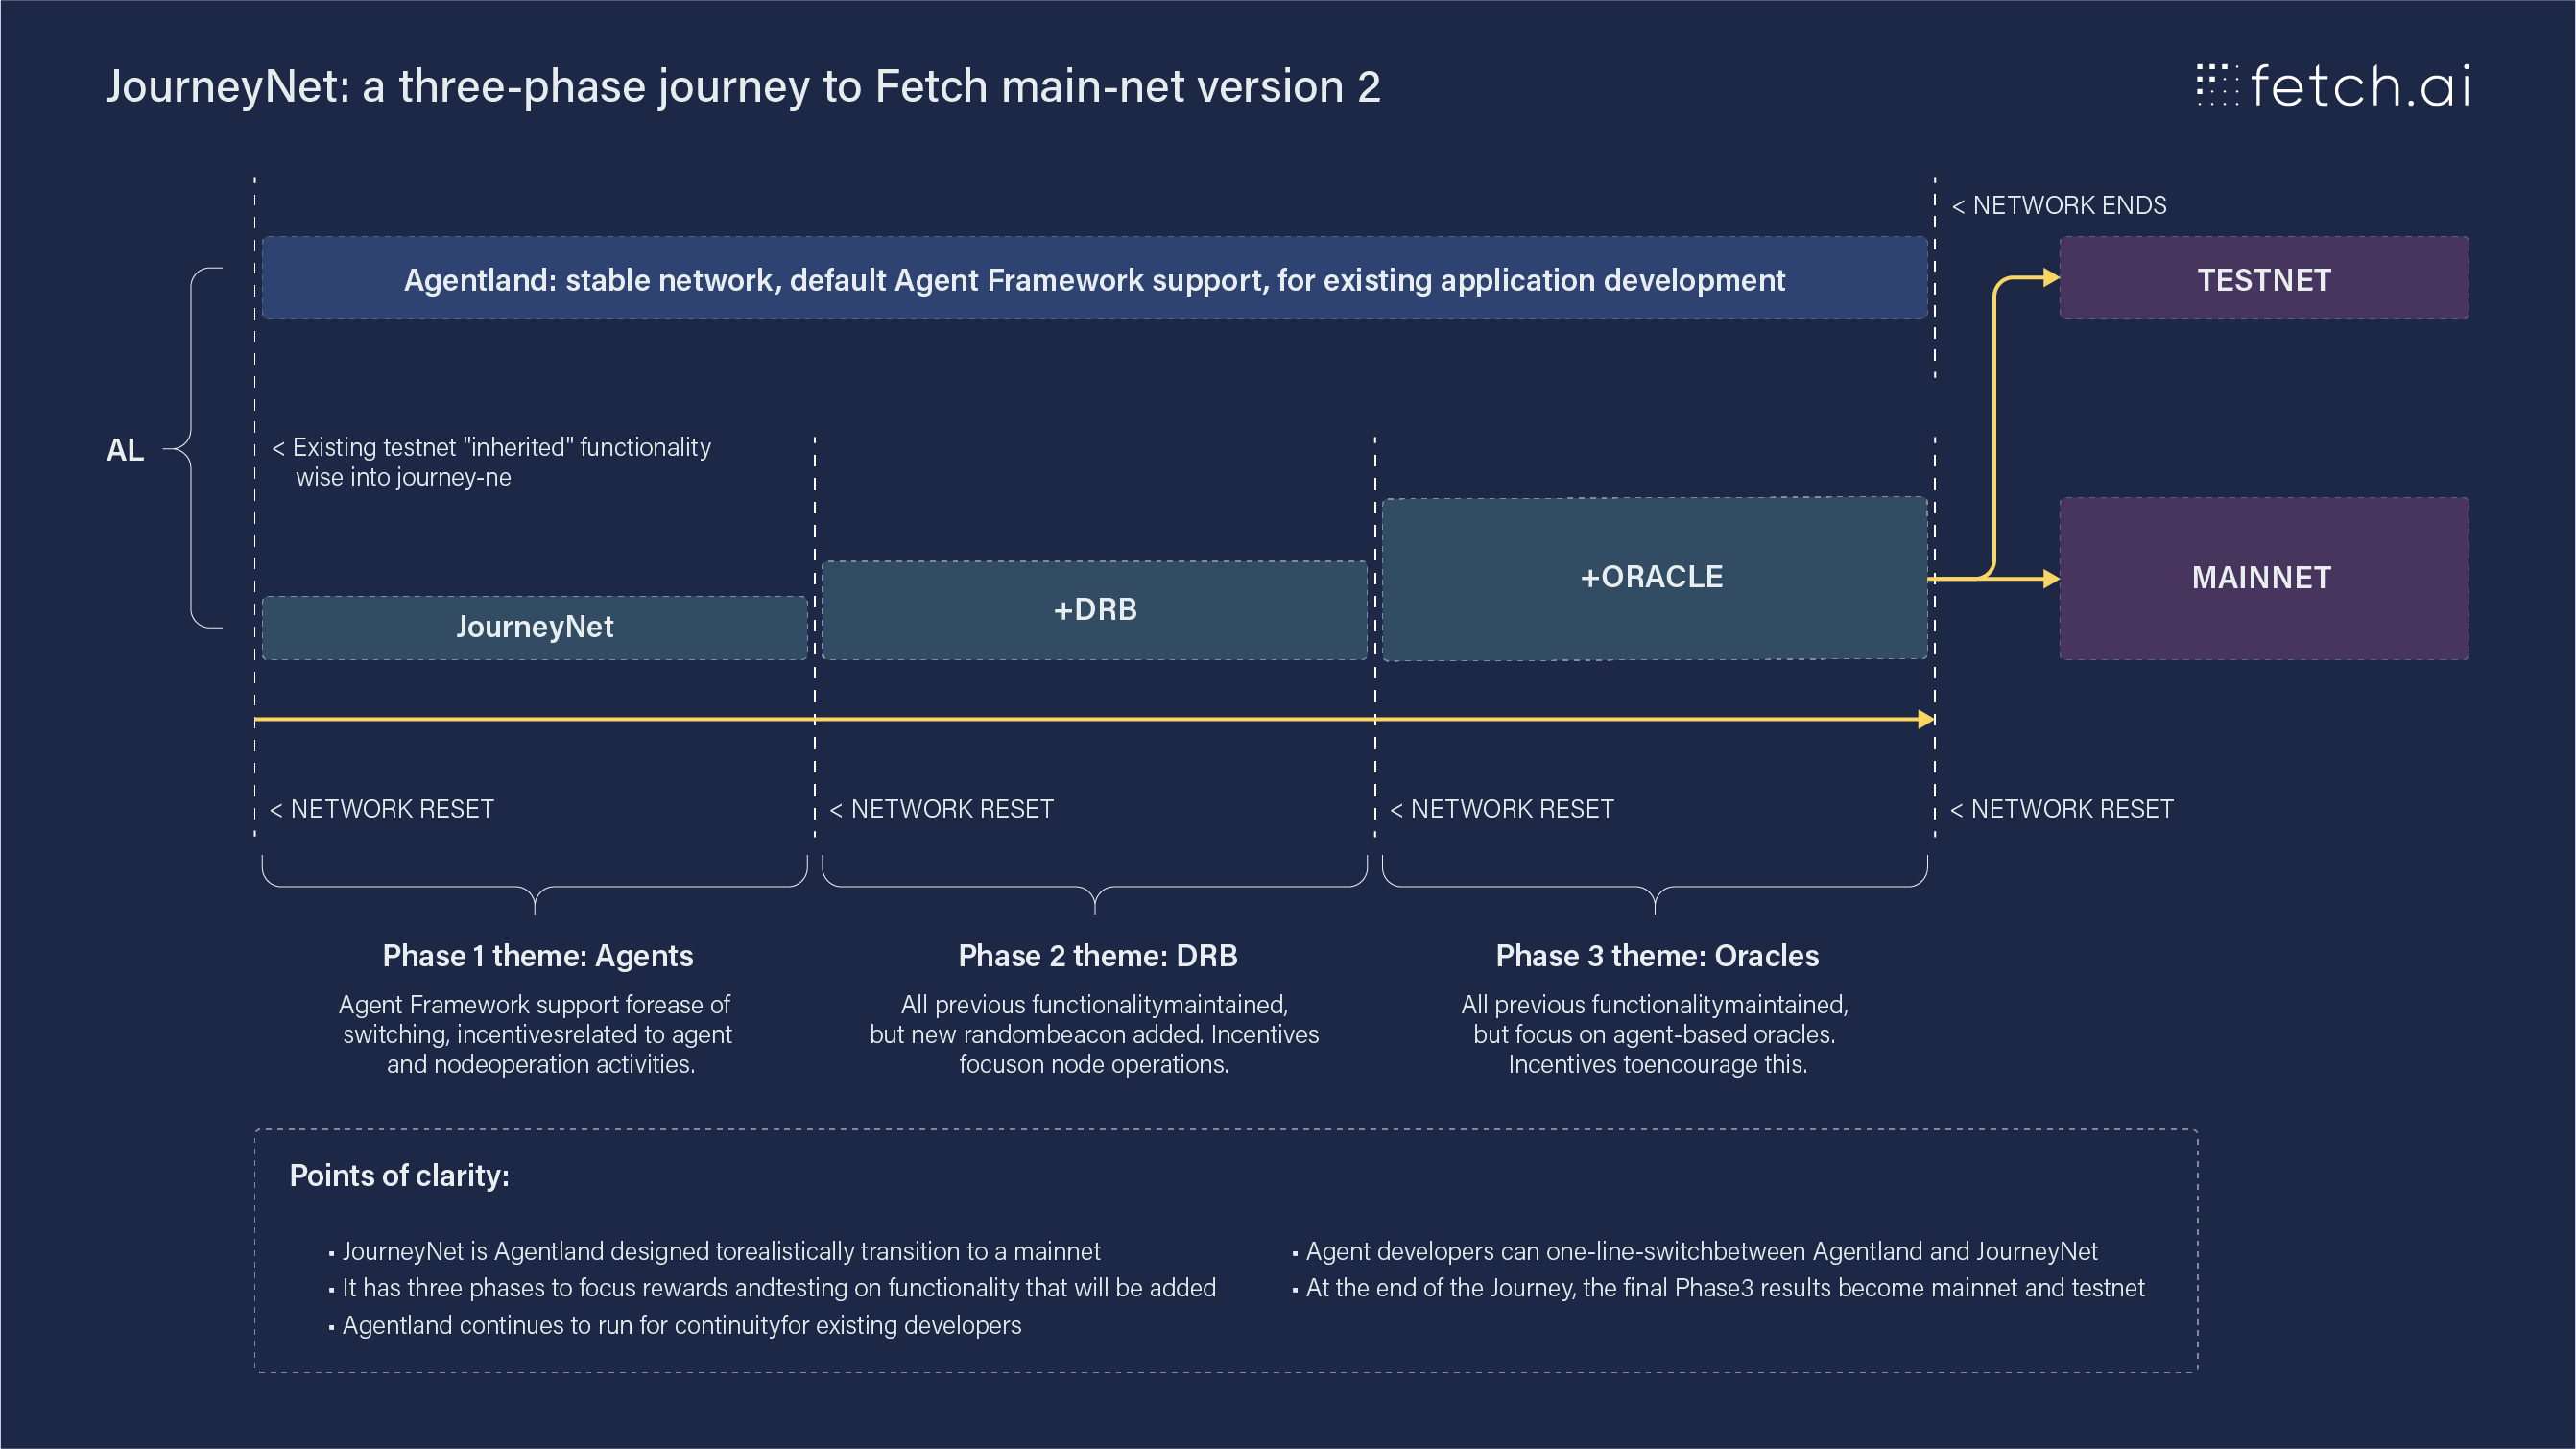 JourneyNet: a three-phase journey to Fetch main-net version 2
fetch.ai
< NETWORK ENDS
Agentland: stable network, default Agent Framework support, for existing application development
TESTNET
AL
< Existing testnet "inherited" functionality
wise into journey-ne
JourneyNet
+DRB
+ORACLE
MAINNET
< NETWORK RESET
< NETWORK RESET
< NETWORK RESET
< NETWORK RESET
Phase 1 theme: Agents
Agent Framework support forease of
switching, incentivesrelated to agent
and nodeoperation activities.
Phase 2 theme: DRB
All previous functionalitymaintained,
but new randombeacon added. Incentives
focuson node operations.
Phase 3 theme: Oracles
All previous functionalitymaintained,
but focus on agent-based oracles.
Incentives toencourage this.
Points of clarity:
▪ JourneyNet is Agentland designed torealistically transition to a mainnet
▪ It has three phases to focus rewards andtesting on functionality that will be added
▪ Agentland continues to run for continuityfor existing developers
▪ Agent developers can one-line-switchbetween Agentland and JourneyNet
▪ At the end of the Journey, the final Phase3 results become mainnet and testnet